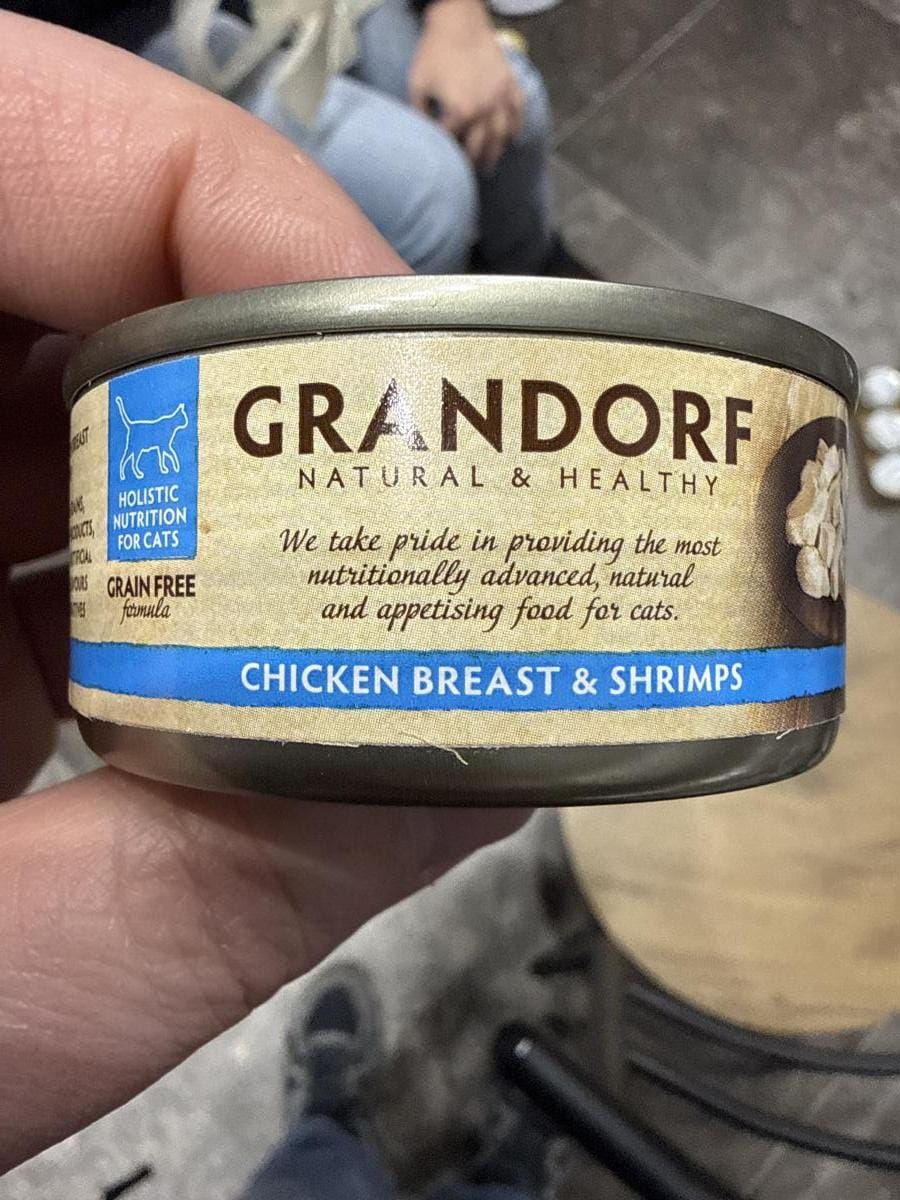 GRANDORF
NATURAL & HEALTHY
HOLISTIC
NUTRITION
FOR CATS
GRAIN FREE
formula
We take pride in providing the most
nutritionally advanced, natural
and appetising food for cats.
CHICKEN BREAST & SHRIMPS